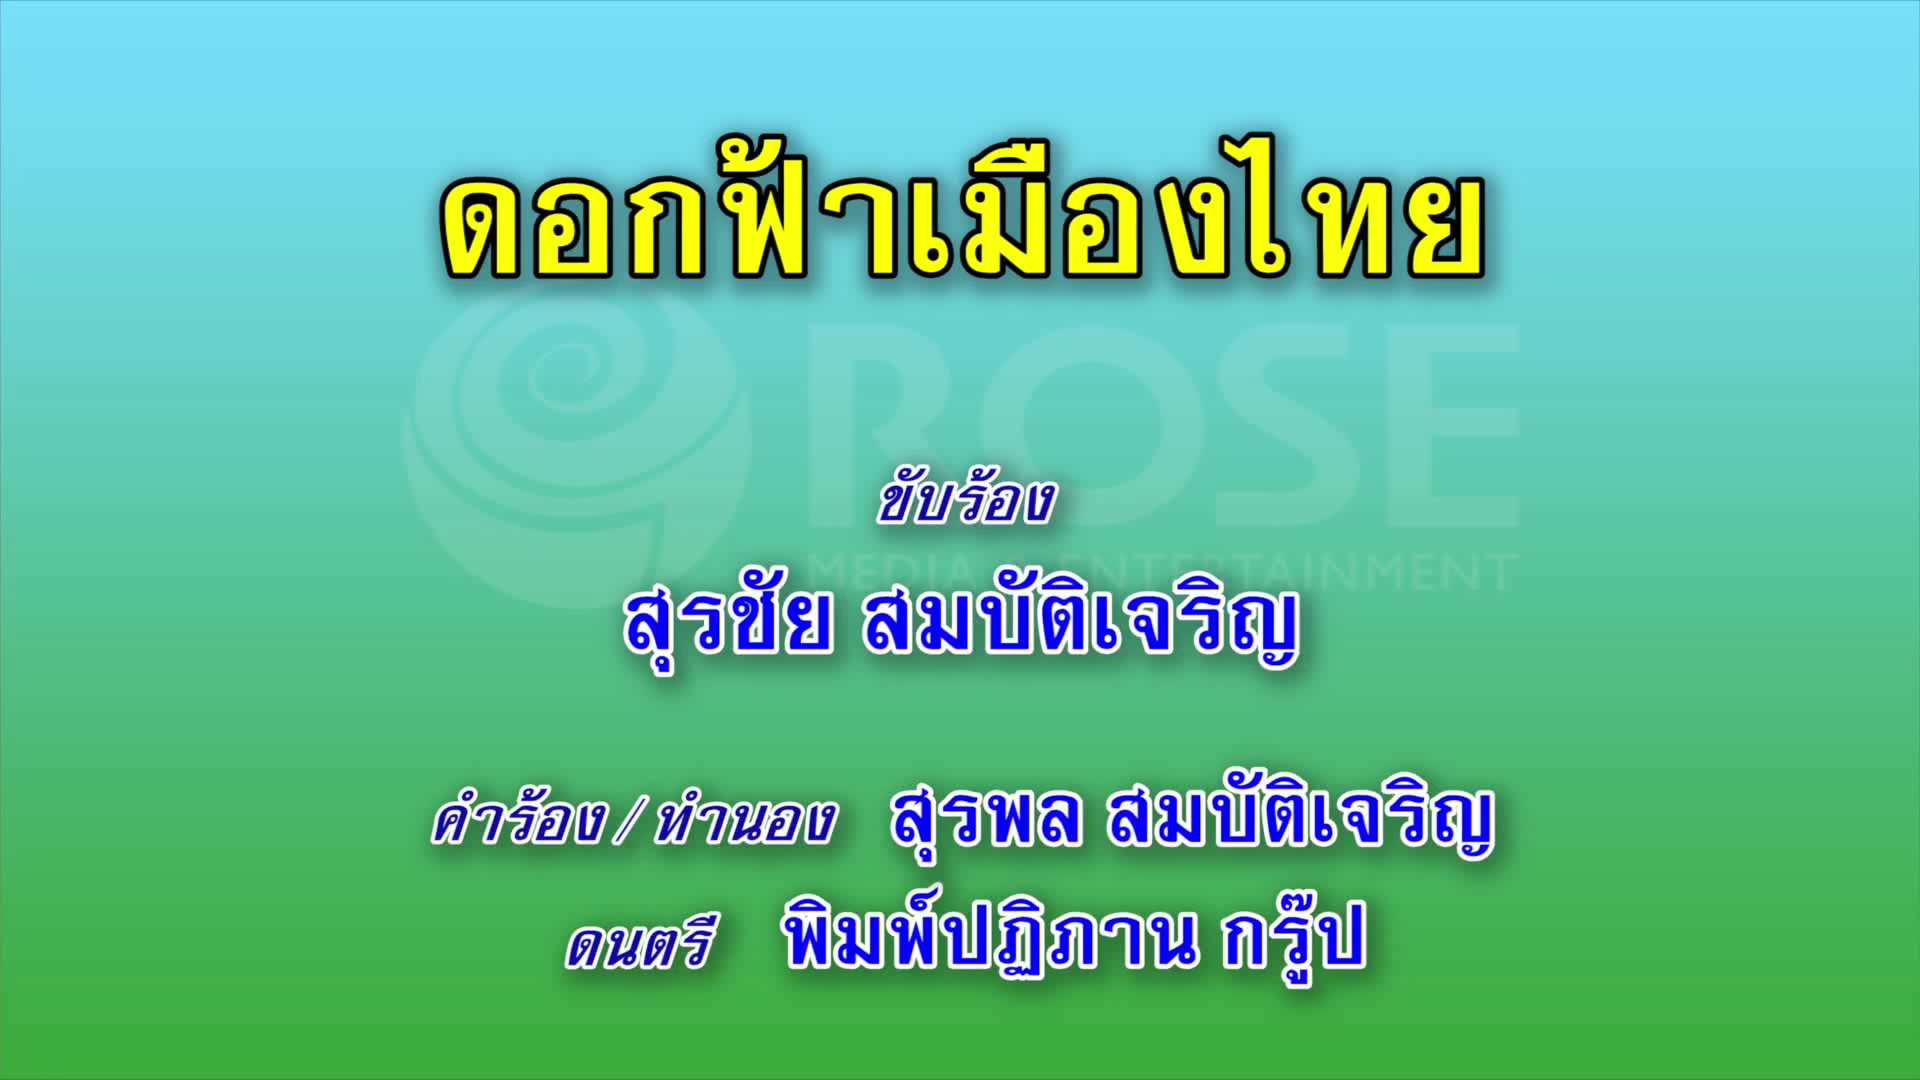 ดอกฟ้าเมืองไทย
ROSE
MEDIA & ENTERTAINMENT
ขับร้อง
สุรชัย สมบัติเจริญ
คำร้อง / ทำนอง สุรพล สมบัติเจริญ
ดนตรี พิมพ์ปฏิภาน กรู๊ป